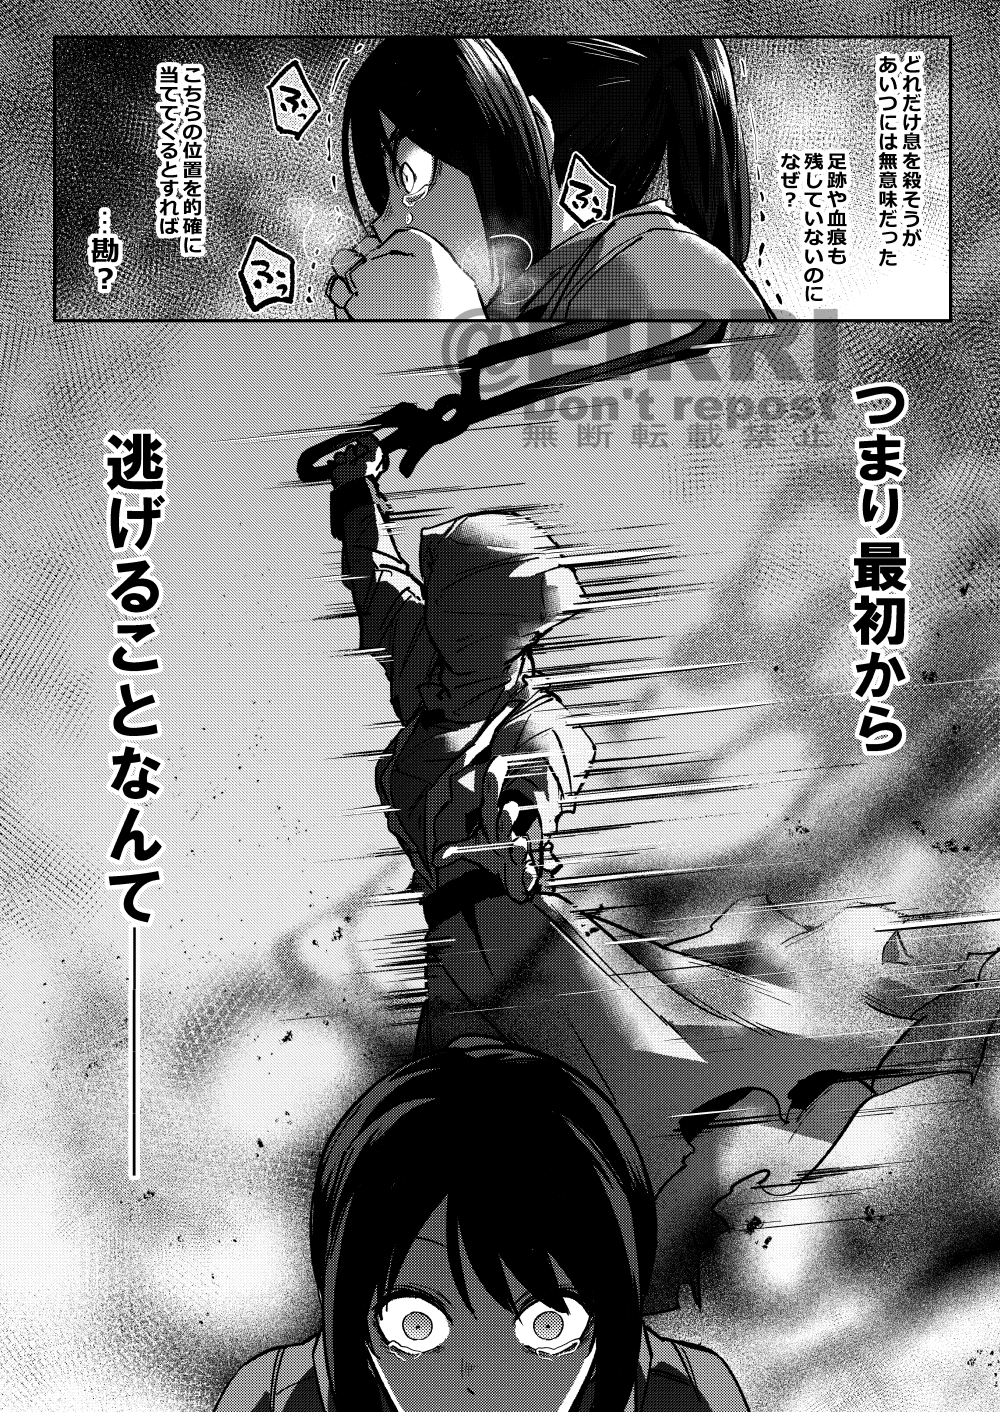 どれだけ息を殺そうが
あいつには無意味だった
足跡や血痕も
残していないのに
なぜ?
ふっ
ふっ
ふっ
こちらの位置を的確に
当ててくるとすれば
…勘?
@EIRRI
Don't repost
無断転載禁止
つまり最初から
逃げることなんて――